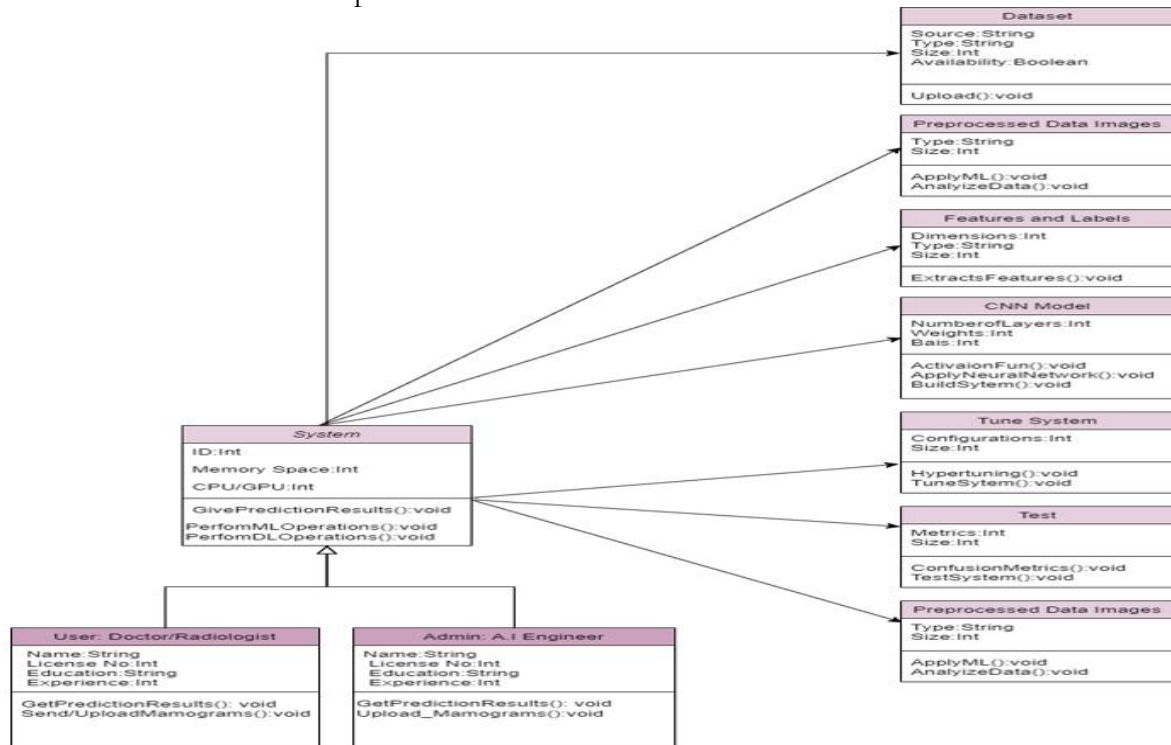 Dataset
Source:String
Type:String
Size:Int
Availability:Boolean
Upload():void
Preprocessed Data Images
Type:String
Size:Int
ApplyML():void
AnalyizeData():void
Features and Labels
Dimensions:Int
Type:String
Size:Int
ExtractsFeatures():void
CNN Model
NumberofLayers:Int
Weights:Int
Bais:Int
ActivaionFun():void
ApplyNeuralNetwork():void
BuildSytem():void
System
ID:Int
Memory Space:Int
CPU/GPU:Int
GivePredictionResults():void
PerfomMLOperations():void
PerfomDLOperations():void
Tune System
Configurations:Int
Size:Int
Hypertuning():void
TuneSytem():void
Test
Metrics:Int
Size:Int
ConfusionMetrics():void
TestSystem():void
Preprocessed Data Images
Type:String
Size:Int
ApplyML():void
AnalyizeData():void
User: Doctor/Radiologist
Name:String
License No:Int
Education:String
Experience:Int
GetPredictionResults(): void
Send/UploadMamograms():void
Admin: A.I Engineer
Name:String
License No:Int
Education:String
Experience:Int
GetPredictionResults(): void
Upload_Mamograms():void